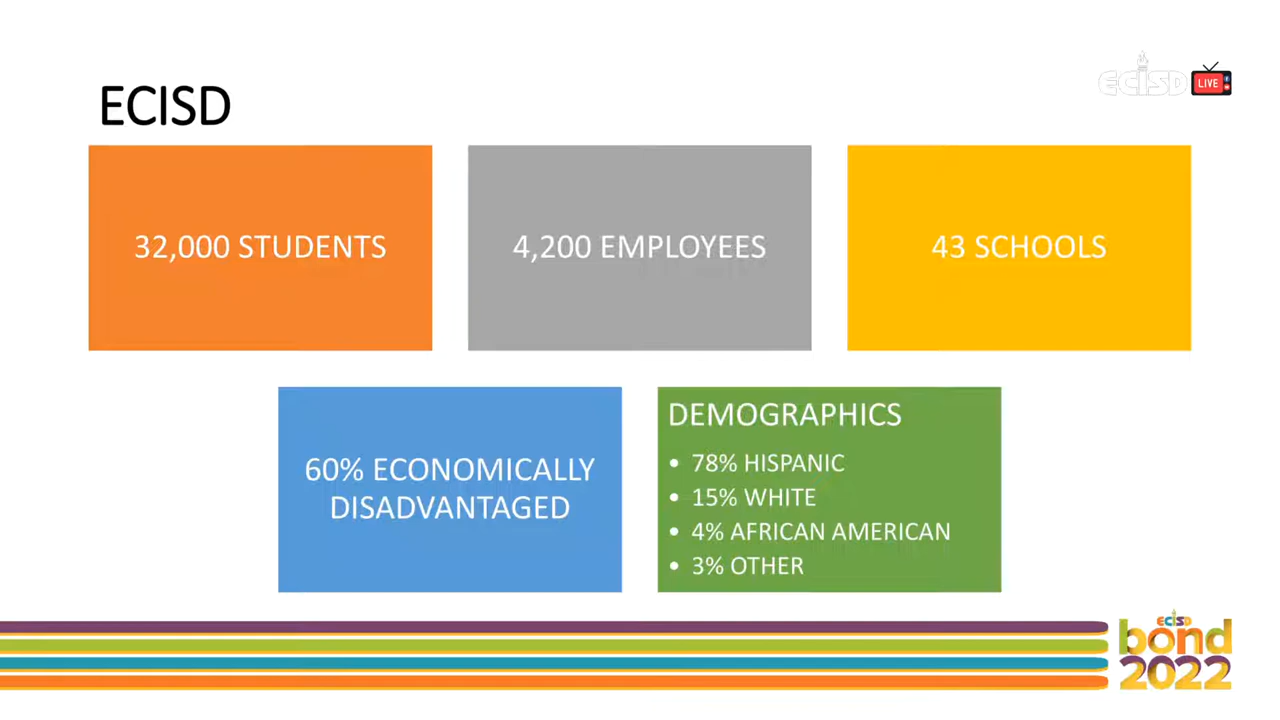 ECISD
LIVE
ECISD
32,000 STUDENTS
4,200 EMPLOYEES
43 SCHOOLS
60% ECONOMICALLY
DISADVANTAGED
DEMOGRAPHICS
• 78% HISPANIC
• 15% WHITE
• 4% AFRICAN AMERICAN
• 3% OTHER
ECISD
bond
2022